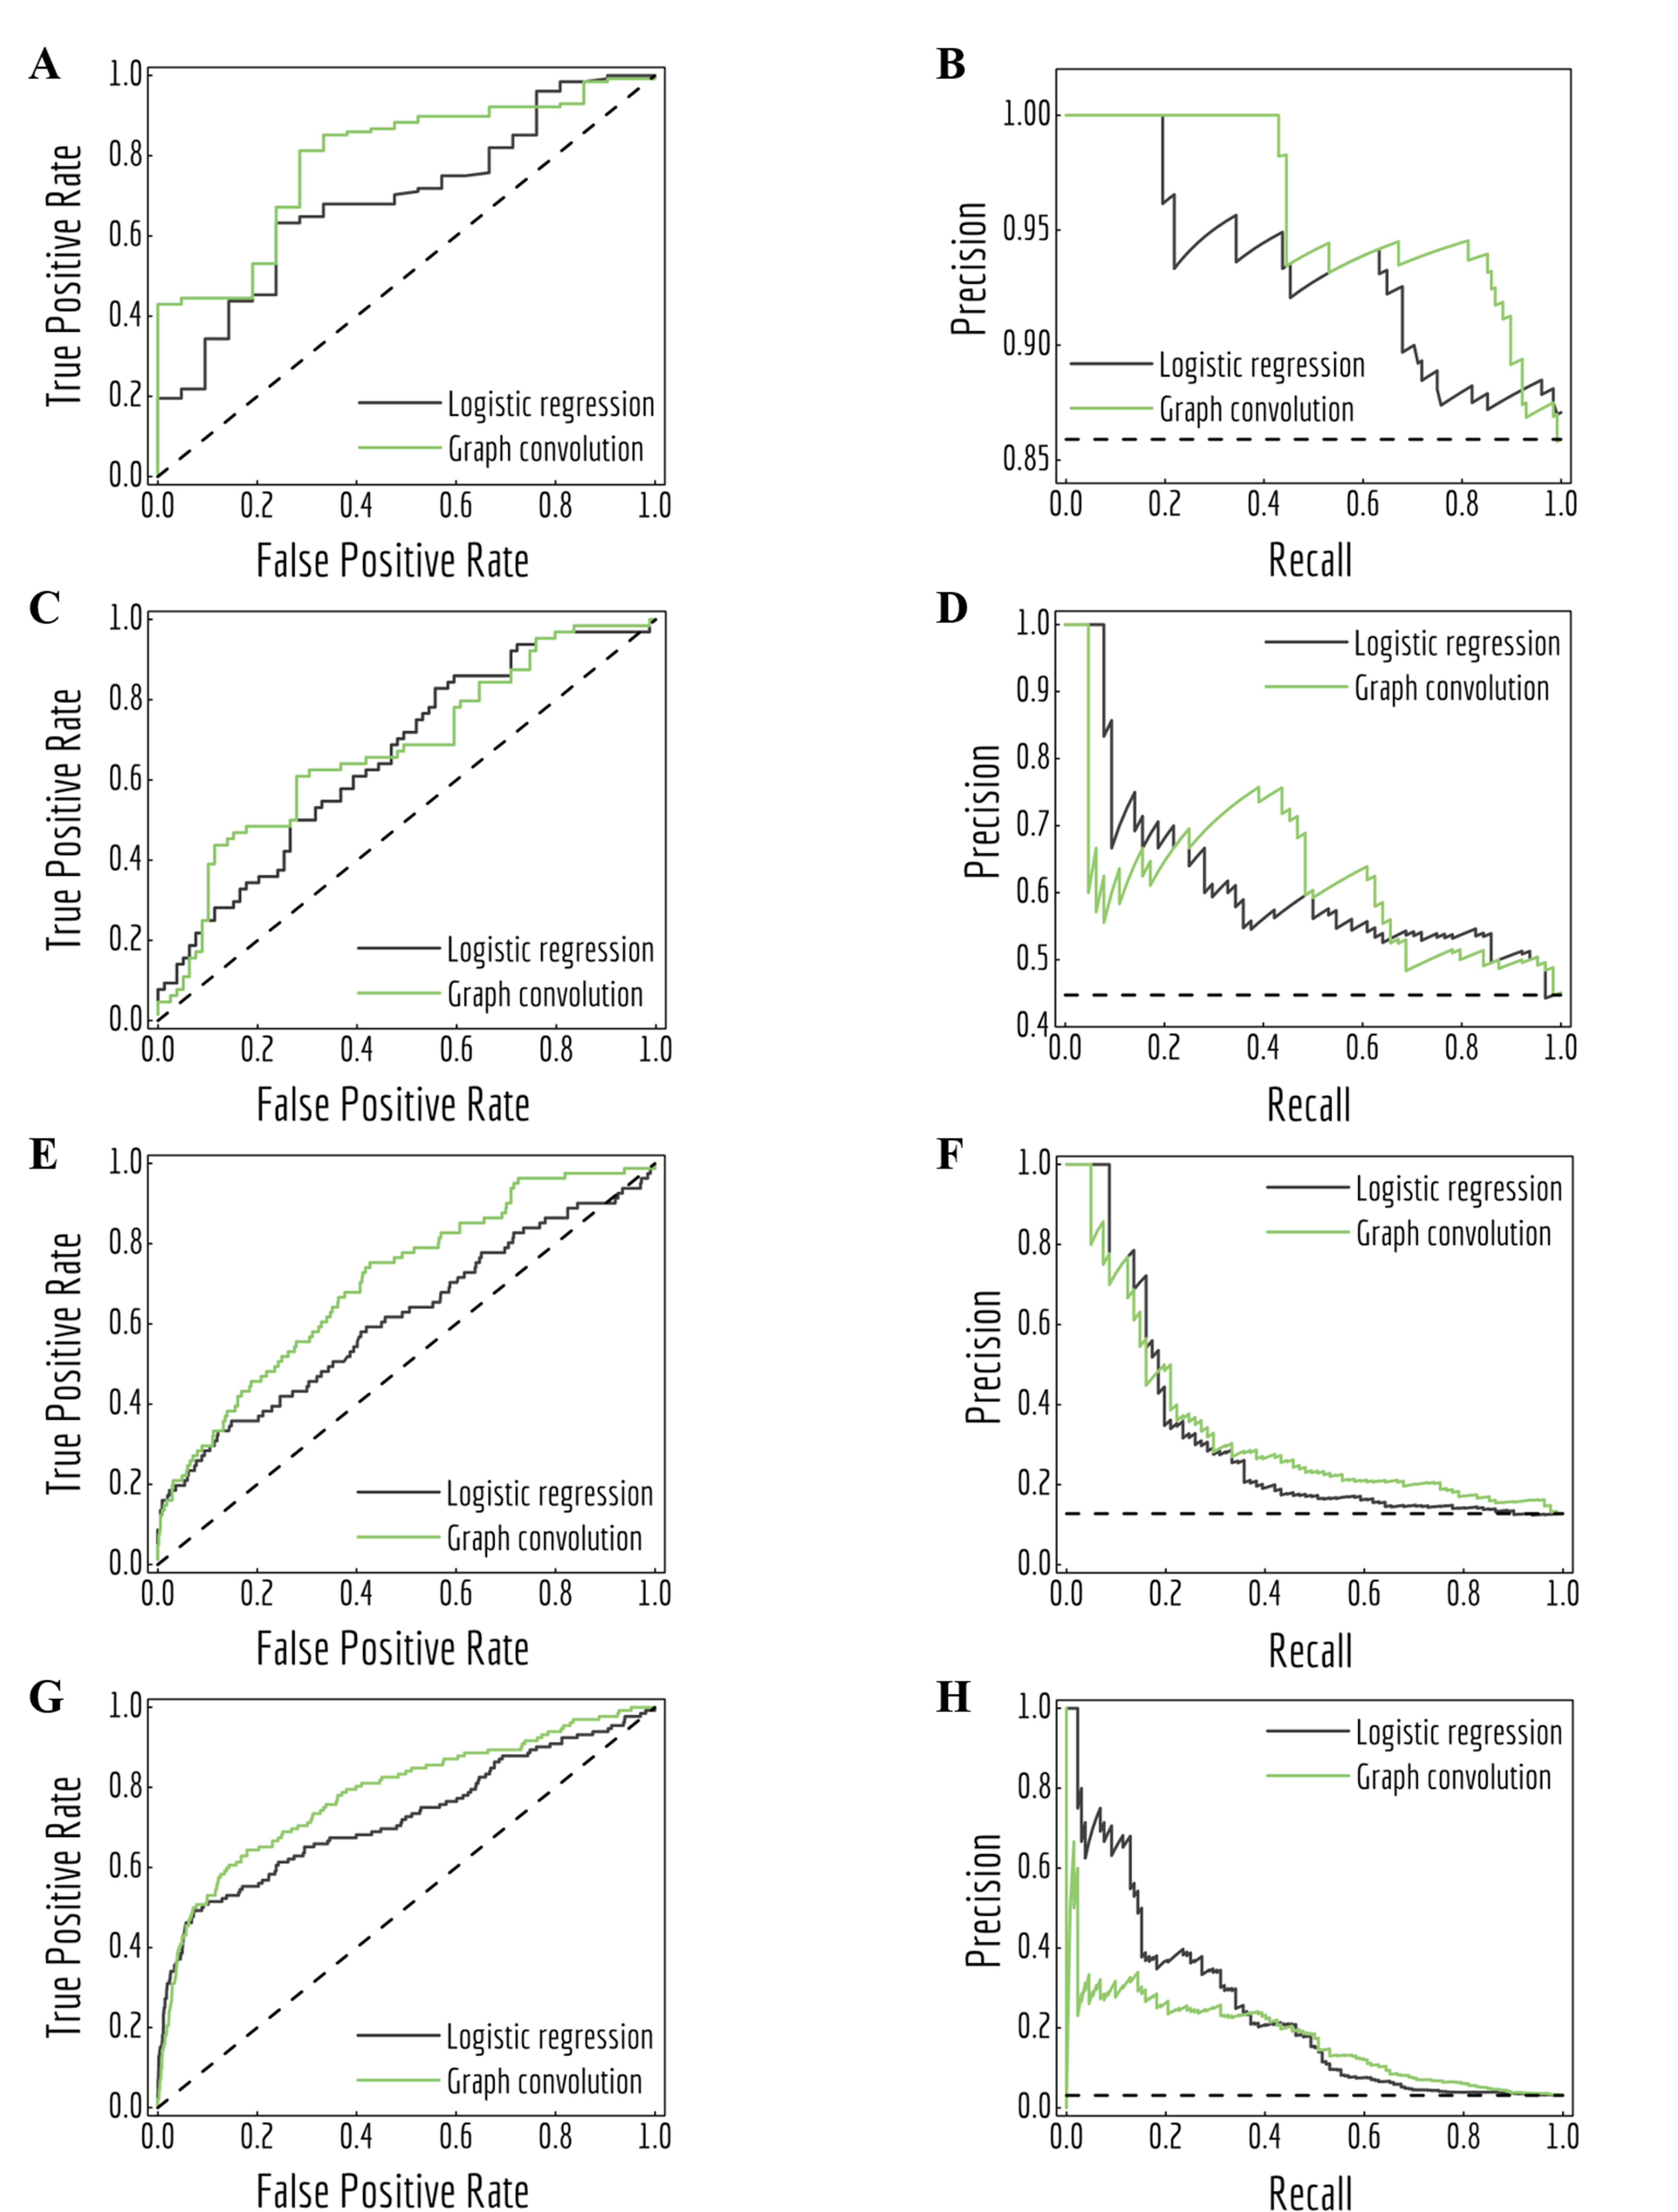 A
True Positive Rate
1.0
0.8
0.6
0.4
0.2
0.0
Logistic regression
Graph convolution
0.0 0.2 0.4 0.6 0.8 1.0
False Positive Rate
B
Precision
1.00
0.95
0.90
0.85
Logistic regression
Graph convolution
0.0 0.2 0.4 0.6 0.8 1.0
Recall
C
True Positive Rate
1.0
0.8
0.6
0.4
0.2
0.0
Logistic regression
Graph convolution
0.0 0.2 0.4 0.6 0.8 1.0
False Positive Rate
D
Precision
1.0
0.9
0.8
0.7
0.6
0.5
0.4
Logistic regression
Graph convolution
0.0 0.2 0.4 0.6 0.8 1.0
Recall
E
True Positive Rate
1.0
0.8
0.6
0.4
0.2
0.0
Logistic regression
Graph convolution
0.0 0.2 0.4 0.6 0.8 1.0
False Positive Rate
F
Precision
1.0
0.8
0.6
0.4
0.2
0.0
Logistic regression
Graph convolution
0.0 0.2 0.4 0.6 0.8 1.0
Recall
G
True Positive Rate
1.0
0.8
0.6
0.4
0.2
0.0
Logistic regression
Graph convolution
0.0 0.2 0.4 0.6 0.8 1.0
False Positive Rate
H
Precision
1.0
0.8
0.6
0.4
0.2
0.0
Logistic regression
Graph convolution
0.0 0.2 0.4 0.6 0.8 1.0
Recall